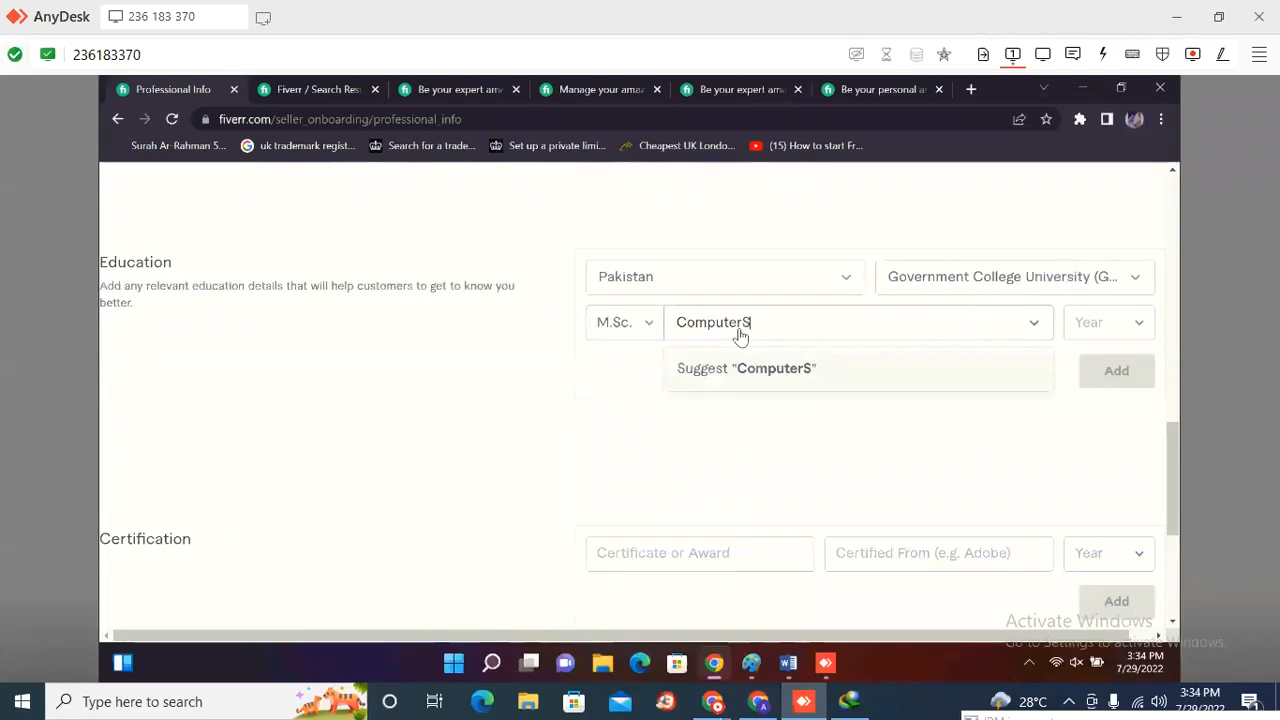 AnyDesk
236 183 370
236183370
Professional Info
Fiverr / Search Res
Be your expert ama
Manage your amaz
Be your expert ama
Be your personal ar
fiverr.com/seller_onboarding/professional_info
Surah Ar-Rahman 5...
uk trademark regist...
Search for a trade...
Set up a private limi...
Cheapest UK Londo...
(15) How to start Fr...
Education
Add any relevant education details that will help customers to get to know you
better.
Pakistan
Government College University (G...
M.Sc.
ComputerS
Year
Suggest "ComputerS"
Add
Certification
Certificate or Award
Certified From (e.g. Adobe)
Year
Add
Activate Windows
Go to Settings to activate Windows.
3:34 PM
7/29/2022
Type here to search
28°C
3:34 PM
7/29/2022